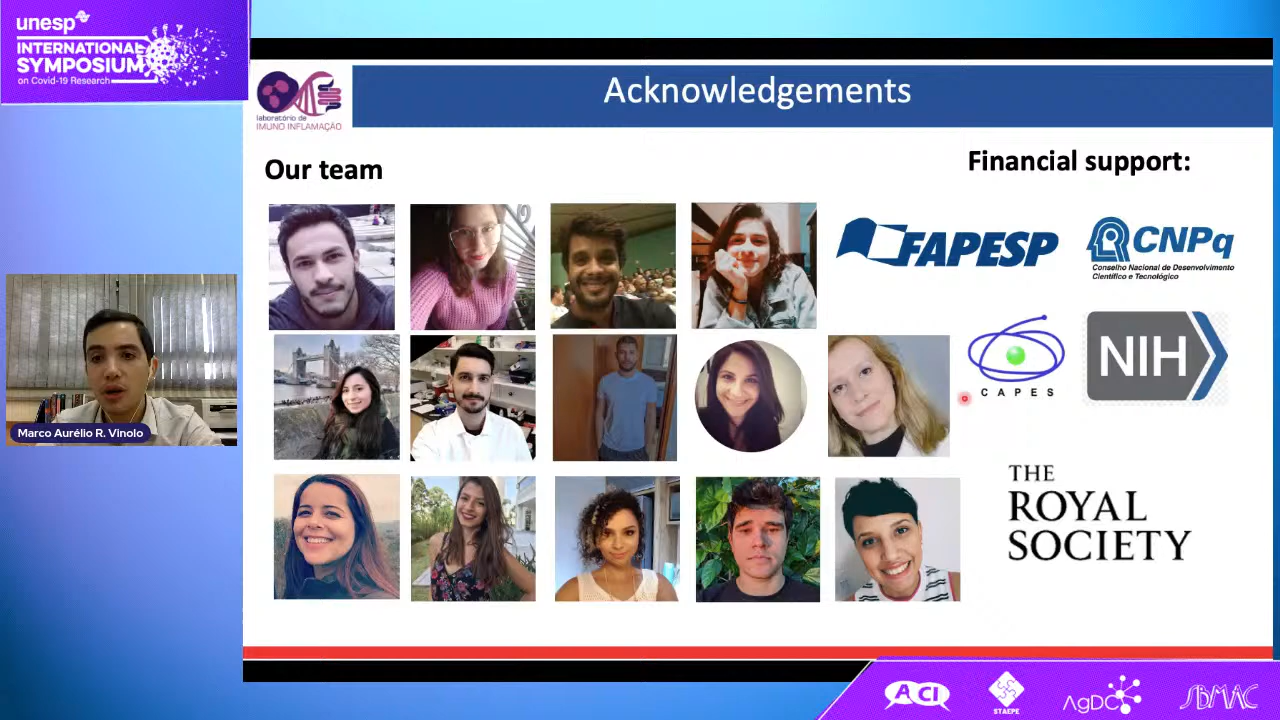 unesp
INTERNATIONAL
SYMPOSIUM
on Covid-19 Research
laboratório de
IMUNO INFLAMAÇÃO
Acknowledgements
Our team
Financial support:
FAPESP
CNPq
Conselho Nacional de Desenvolvimento
Científico e Tecnológico
CAPES
NIH
THE
ROYAL
SOCIETY
Marco Aurélio R. Vinolo
ACI
STAEPE
AgDC
SBMAC